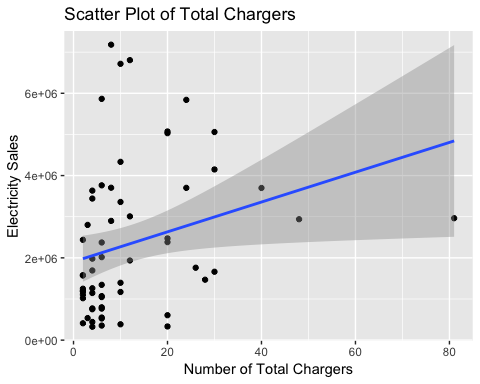 Scatter Plot of Total Chargers
6e+06
4e+06
2e+06
0e+00
Electricity Sales
0 20 40 60 80
Number of Total Chargers